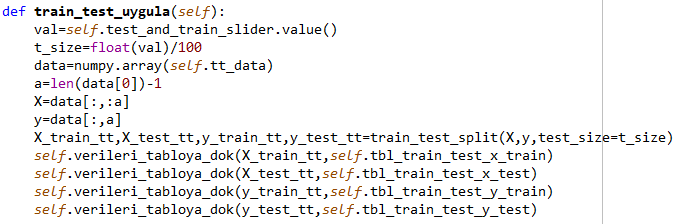 def train_test_uygula(self):
    val=self.test_and_train_slider.value()
    t_size=float(val)/100
    data=numpy.array(self.tt_data)
    a=len(data[0])-1
    X=data[:,:a]
    y=data[:,a]
    X_train_tt,X_test_tt,y_train_tt,y_test_tt=train_test_split(X,y,test_size=t_size)
    self.verileri_tabloya_dok(X_train_tt,self.tbl_train_test_x_train)
    self.verileri_tabloya_dok(X_test_tt,self.tbl_train_test_x_test)
    self.verileri_tabloya_dok(y_train_tt,self.tbl_train_test_y_train)
    self.verileri_tabloya_dok(y_test_tt,self.tbl_train_test_y_test)